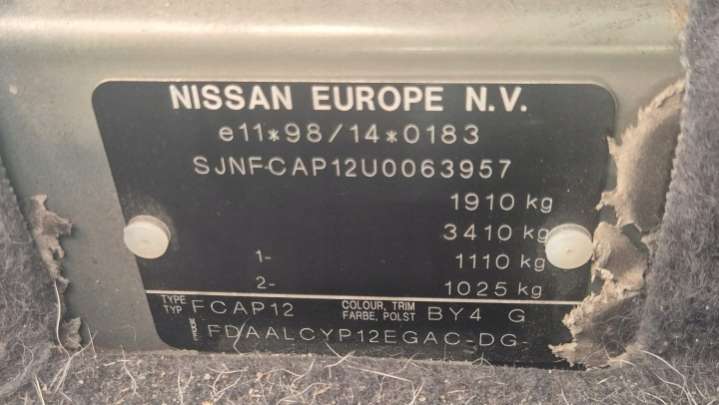 NISSAN EUROPE N.V.
e11*98/14*0183
SJNFCAP12U0063957
1910 kg
3410 kg
1- 1110 kg
2- 1025 kg
TYPE TYP FCAP12 COLOUR, TRIM FARBE, POLST BY4 G
FDAALCYP12EGAC-DG-